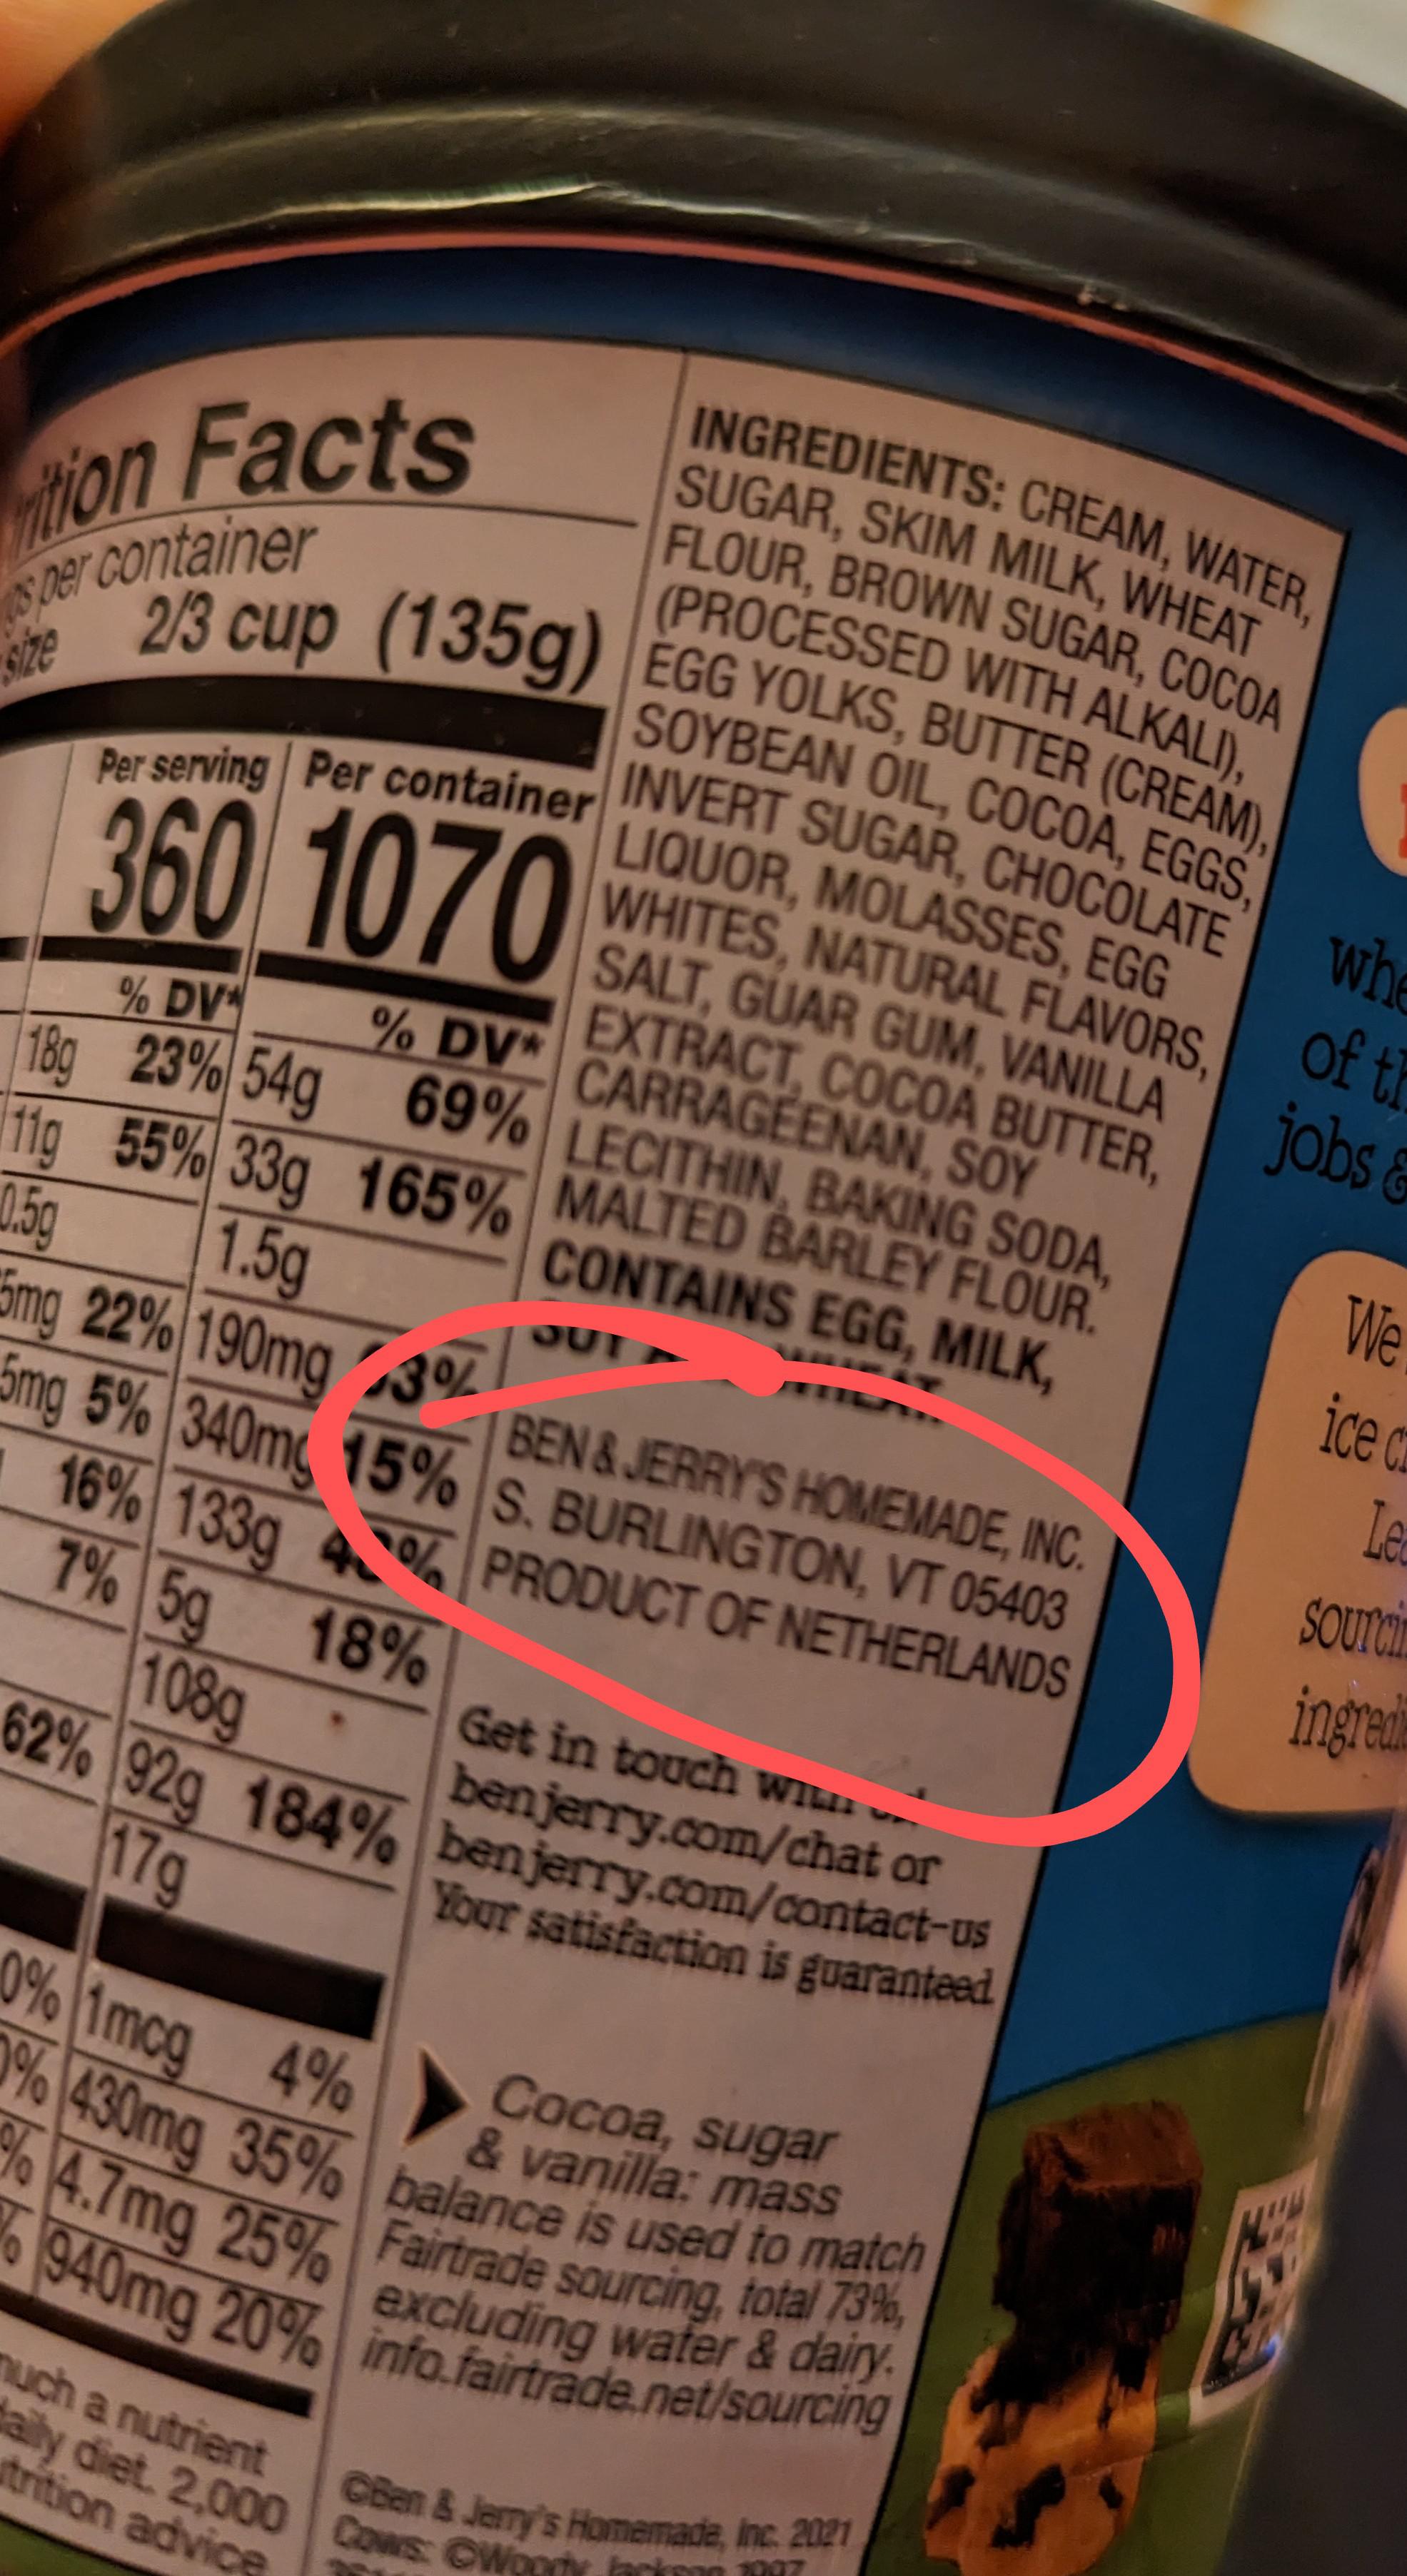 Facts
per container
size 2/3 cup (135g)
Per serving Per container
360 1070
% DV* % DV*
18g 23% 54g 69%
11g 55% 33g 165%
0.5g 1.5g
5mg 22% 190mg
5mg 5% 340mg 15%
16% 133g
7% 5g 18%
108g
62% 92g 184%
17g
0% 1mcg 4%
0% 430mg 35%
% 4.7mg 25%
% 940mg 20%
much a nutrient
daily diet. 2,000
nutrition advice
INGREDIENTS: CREAM, WATER,
SUGAR, SKIM MILK, WHEAT
FLOUR, BROWN SUGAR, COCOA
(PROCESSED WITH ALKALI),
EGG YOLKS, BUTTER (CREAM),
SOYBEAN OIL, COCOA, EGGS,
INVERT SUGAR, CHOCOLATE
LIQUOR, MOLASSES, EGG
WHITES, NATURAL FLAVORS,
SALT, GUAR GUM, VANILLA
EXTRACT, COCOA BUTTER,
CARRAGEENAN, SOY
LECITHIN, BAKING SODA,
MALTED BARLEY FLOUR.
CONTAINS EGG, MILK,
SOY WHEAT.
BEN & JERRY'S HOMEMADE, INC.
S. BURLINGTON, VT 05403
PRODUCT OF NETHERLANDS
Get in touch with us!
benjerry.com/chat or
benjerry.com/contact-us
Your satisfaction is guaranteed
Cocoa, sugar
& vanilla: mass
balance is used to match
Fairtrade sourcing, total 73%,
excluding water & dairy.
info.fairtrade.net/sourcing
©Ben & Jerry's Homemade, Inc. 2021
Cows: ©Woody Jackson 1997
of
jobs &
We
ice